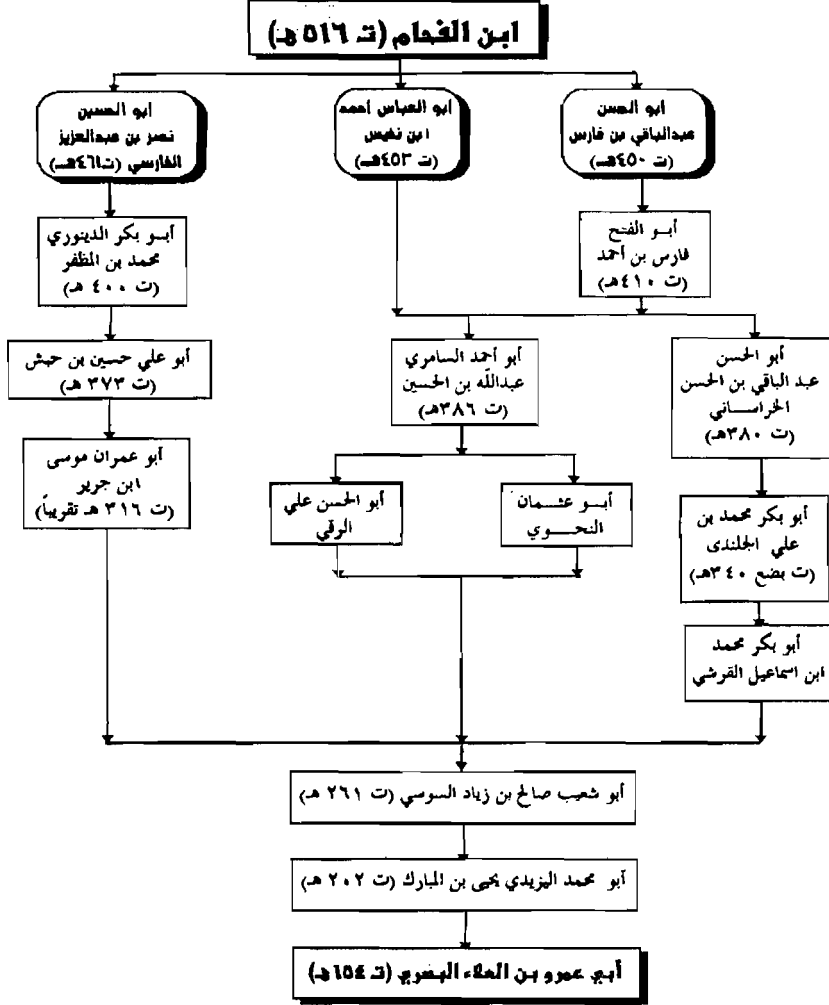 ابن الفحام (تـ ٥١٦هـ)
أبو الحسن
عبدالباقي بن فارس
(ت ٤٥٠هـ)
أبو العباس أحمد
ابن نفيس
(ت ٤٥٣هـ)
أبو الحسين
نصر بن عبدالعزيز
الفارسي (ت٤٦١هـ)
أبو الفتح
فارس بن أحمد
(ت ٤١٠هـ)
أبو بكر الدينوري
محمد بن المظفر
(ت ٤٠٠ هـ)
أبو الحسن
عبد الباقي بن الحسن
الخراساني
(ت ٣٨٠هـ)
أبو أحمد السامري
عبدالله بن الحسين
(ت ٣٨٦هـ)
أبو علي حسين بن حبش
(ت ٣٧٣ هـ)
أبو بكر محمد بن
علي الجلندى
(ت بضع ٣٤٠هـ)
أبو عثمان
النحوي
أبو الحسن علي
الرقي
أبو عمران موسى
ابن جرير
(ت ٣١٦ هـ تقريباً)
أبو بكر محمد
ابن اسماعيل القرشي
أبو شعيب صالح بن زياد السوسي (ت ٢٦١ هـ)
أبو محمد اليزيدي يحيى بن المبارك (ت ٢٠٢ هـ)
أبي عمرو بن العلاء البصري (تـ ١٥٤هـ)